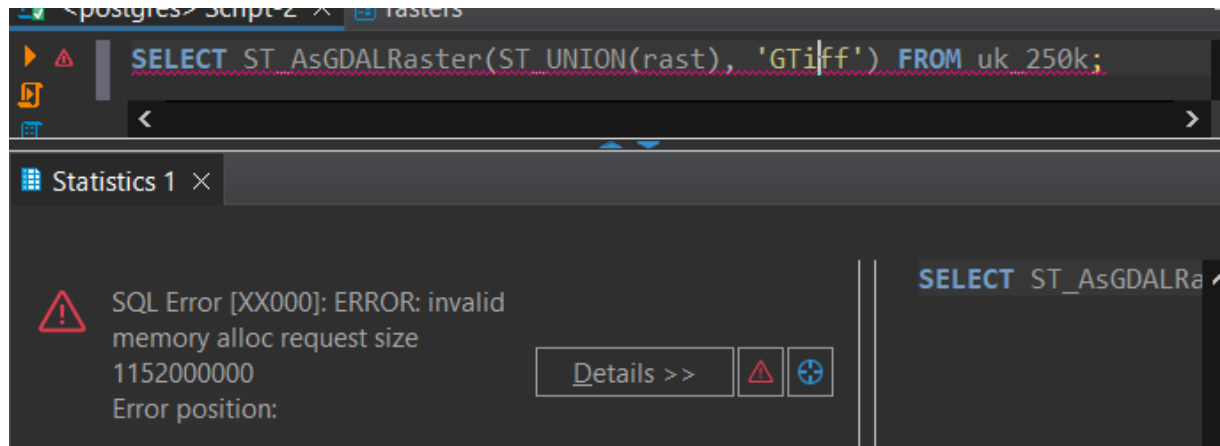 <postgres> Script-2 × rasters
SELECT ST_AsGDALRaster(ST_UNION(rast), 'GTiff') FROM uk_250k;
< >
Statistics 1 ×
SELECT ST_AsGDALRa
SQL Error [XX000]: ERROR: invalid
memory alloc request size
1152000000
Error position:
Details >>